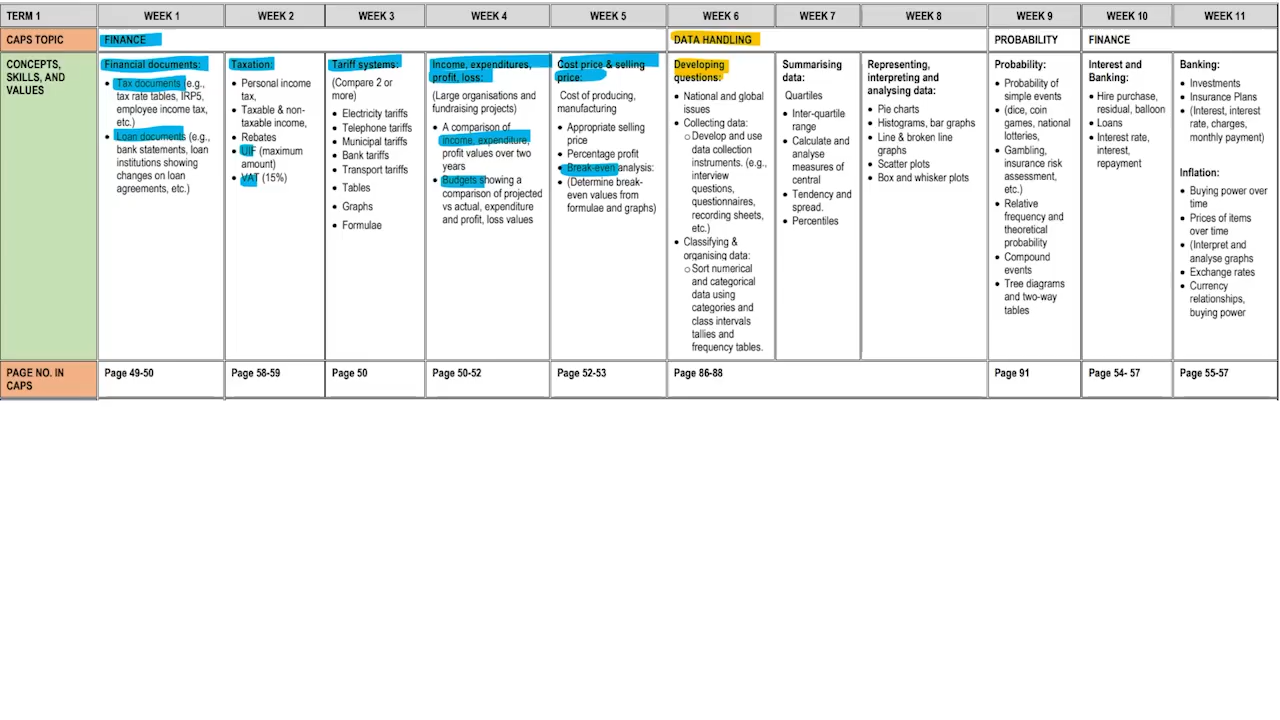 TERM 1 WEEK 1 WEEK 2 WEEK 3 WEEK 4 WEEK 5 WEEK 6 WEEK 7 WEEK 8 WEEK 9 WEEK 10 WEEK 11
CAPS TOPIC FINANCE DATA HANDLING PROBABILITY FINANCE
CONCEPTS,
SKILLS, AND
VALUES
Financial documents:
• Tax documents (e.g.,
tax rate tables, IRP5,
employee income tax,
etc.)
• Loan documents (e.g.,
bank statements, loan
institutions showing
changes on loan
agreements, etc.)
Taxation:
• Personal income
tax,
• Taxable & non-
taxable income,
• Rebates
• UIF (maximum
amount)
• VAT (15%)
Tariff systems:
(Compare 2 or
more)
• Electricity tariffs
• Telephone tariffs
• Municipal tariffs
• Bank tariffs
• Transport tariffs
• Tables
• Graphs
• Formulae
Income, expenditures,
profit, loss:
(Large organisations and
fundraising projects)
• A comparison of
income, expenditure,
profit values over two
years
• Budgets showing a
comparison of projected
vs actual, expenditure
and profit, loss values
Cost price & selling
price:
Cost of producing,
manufacturing
• Appropriate selling
price
• Percentage profit
• Break-even analysis:
• (Determine break-
even values from
formulae and graphs)
Developing
questions:
• National and global
issues
• Collecting data:
o Develop and use
data collection
instruments. (e.g.,
interview
questions,
questionnaires,
recording sheets,
etc.)
• Classifying &
organising data:
o Sort numerical
and categorical
data using
categories and
class intervals
tallies and
frequency tables.
Summarising
data:
Quartiles
• Inter-quartile
range
• Calculate and
analyse
measures of
central
• Tendency and
spread.
• Percentiles
Representing,
interpreting and
analysing data:
• Pie charts
• Histograms, bar graphs
• Line & broken line
graphs
• Scatter plots
• Box and whisker plots
Probability:
• Probability of
simple events
• (dice, coin
games, national
lotteries,
• Gambling,
insurance risk
assessment,
etc.)
• Relative
frequency and
theoretical
probability
• Compound
events
• Tree diagrams
and two-way
tables
Interest and
Banking:
• Hire purchase,
residual, balloon
• Loans
• Interest rate,
interest,
repayment
Banking:
• Investments
• Insurance Plans
• (Interest, interest
rate, charges,
monthly payment)
Inflation:
• Buying power over
time
• Prices of items
over time
• (Interpret and
analyse graphs
• Exchange rates
• Currency
relationships,
buying power
PAGE NO. IN
CAPS
Page 49-50 Page 58-59 Page 50 Page 50-52 Page 52-53 Page 86-88 Page 91 Page 54- 57 Page 55-57